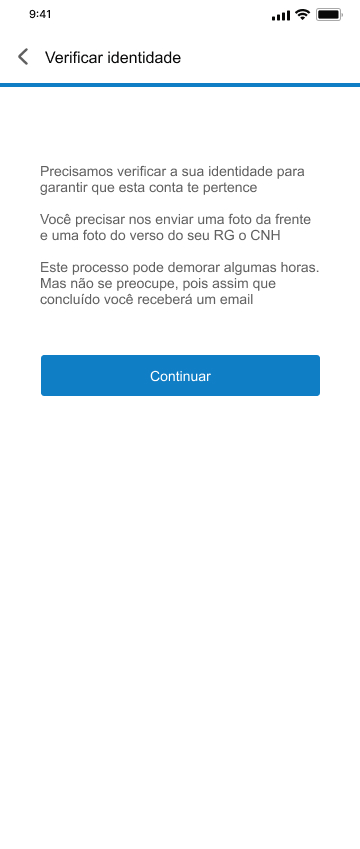 9:41
Verificar identidade
Precisamos verificar a sua identidade para
garantir que esta conta te pertence
Você precisar nos enviar uma foto da frente
e uma foto do verso do seu RG o CNH
Este processo pode demorar algumas horas.
Mas não se preocupe, pois assim que
concluído você receberá um email
Continuar